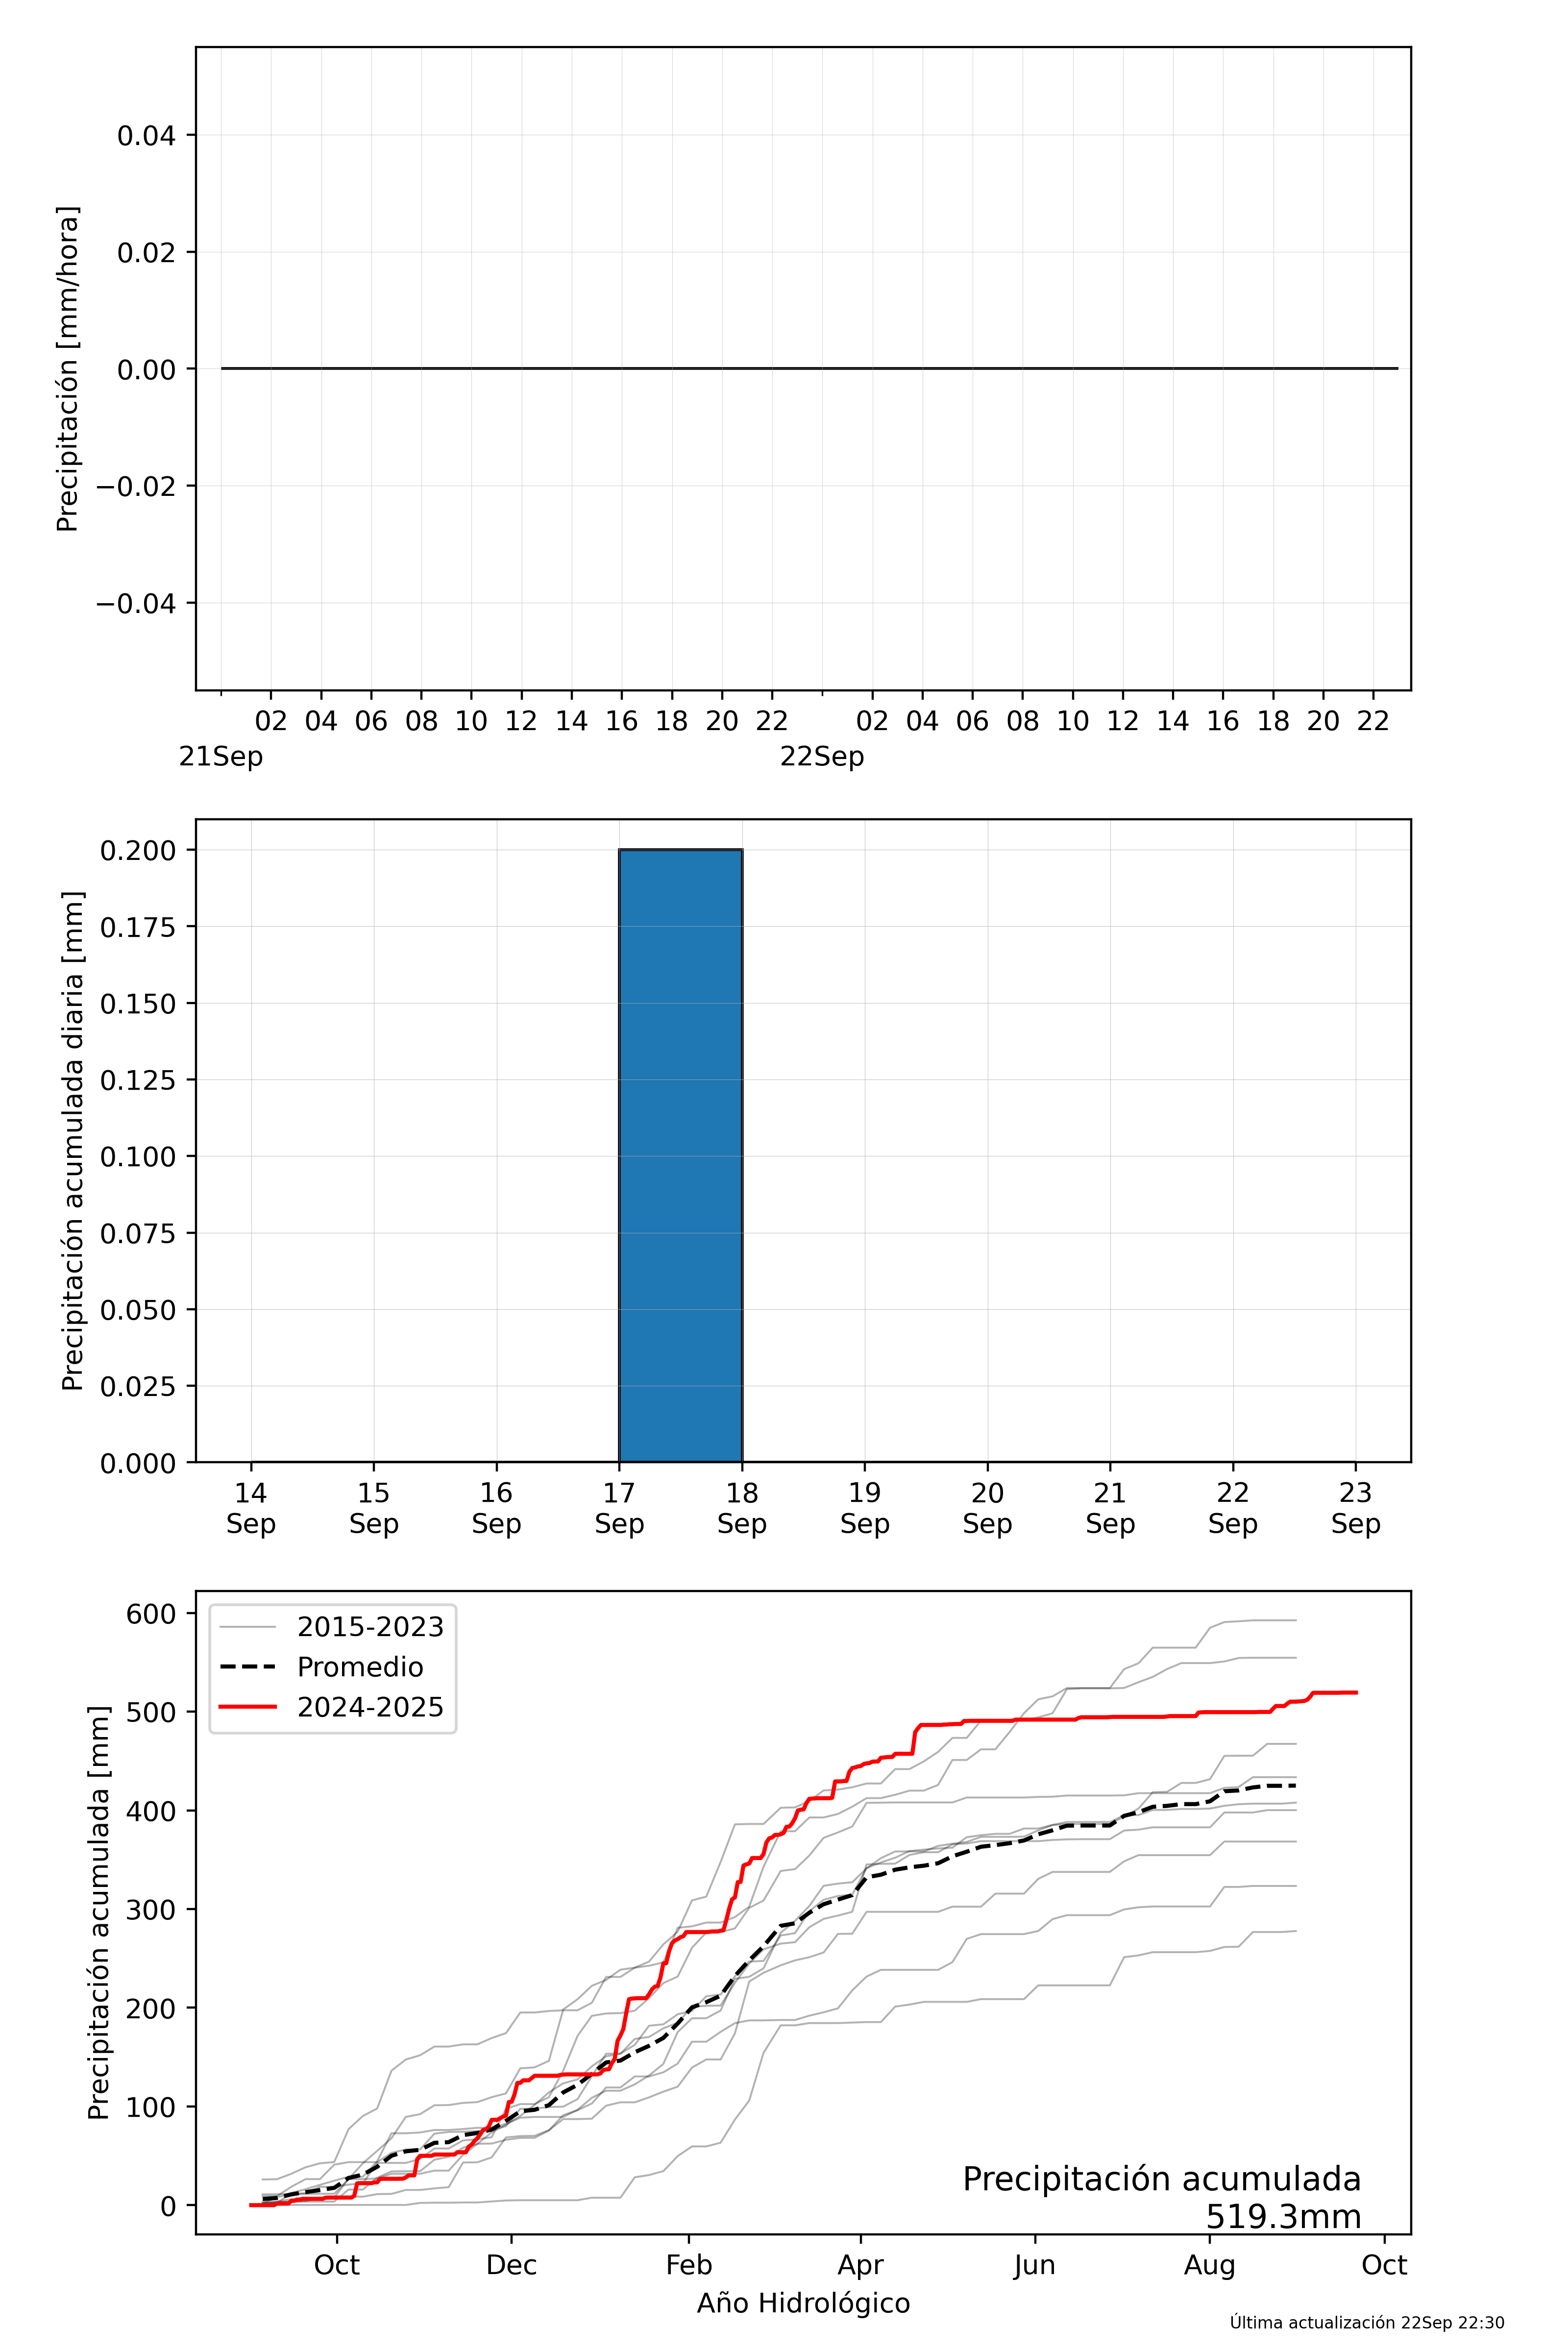 Precipitación [mm/hora]
0.04
0.02
0.00
−0.02
−0.04
02 04 06 08 10 12 14 16 18 20 22 02 04 06 08 10 12 14 16 18 20 22
21Sep 22Sep
Precipitación acumulada diaria [mm]
0.200
0.175
0.150
0.125
0.100
0.075
0.050
0.025
0.000
14 15 16 17 18 19 20 21 22 23
Sep Sep Sep Sep Sep Sep Sep Sep Sep Sep
Precipitación acumulada [mm]
600
500
400
300
200
100
0
2015-2023
Promedio
2024-2025
Precipitación acumulada
519.3mm
Oct Dec Feb Apr Jun Aug Oct
Año Hidrológico
Última actualización 22Sep 22:30